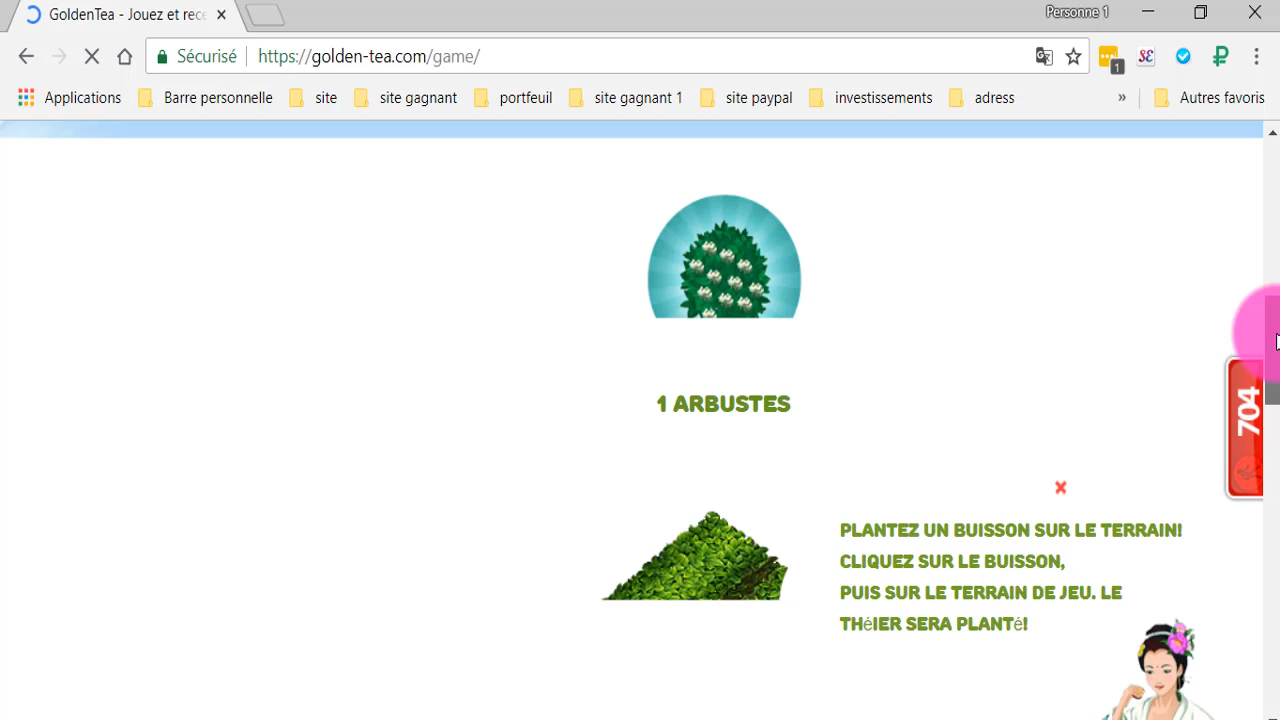 GoldenTea - Jouez et rece
Personne 1
Sécurisé
https://golden-tea.com/game/
1
Applications
Barre personnelle
site
site gagnant
portfeuil
site gagnant 1
site paypal
investissements
adress
»
Autres favoris
1 ARBUSTES
704
PLANTEZ UN BUISSON SUR LE TERRAIN!
CLIQUEZ SUR LE BUISSON,
PUIS SUR LE TERRAIN DE JEU. LE
THéIER SERA PLANTé!